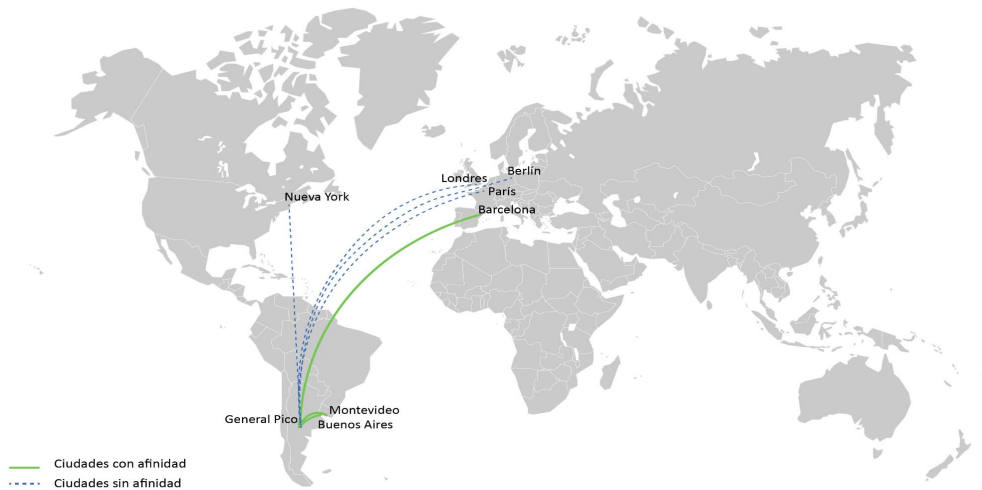 Berlín
Londres
París
Nueva York
Barcelona
Montevideo
General Pico
Buenos Aires
Ciudades con afinidad
Ciudades sin afinidad